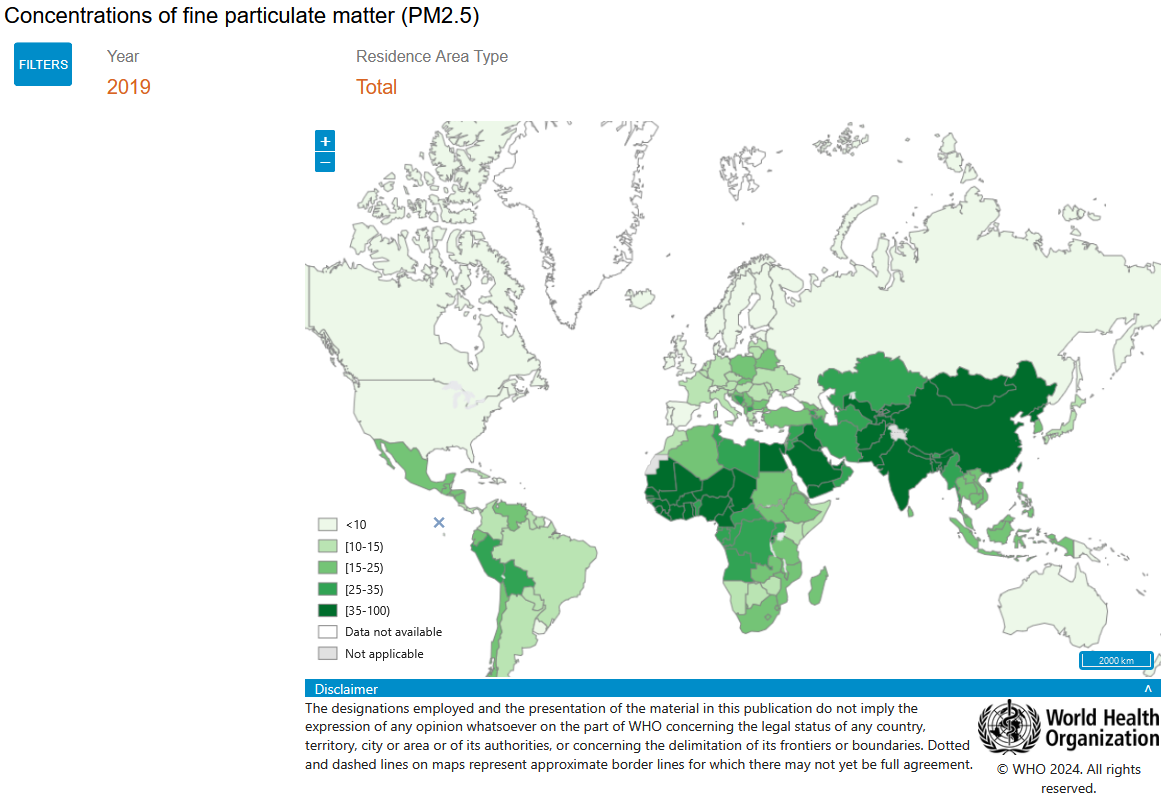 Concentrations of fine particulate matter (PM2.5)
FILTERS
Year
2019
Residence Area Type
Total
+
−
<10
[10-15)
[15-25)
[25-35)
[35-100)
Data not available
Not applicable
2000 km
Disclaimer
The designations employed and the presentation of the material in this publication do not imply the
expression of any opinion whatsoever on the part of WHO concerning the legal status of any country,
territory, city or area or of its authorities, or concerning the delimitation of its frontiers or boundaries. Dotted
and dashed lines on maps represent approximate border lines for which there may not yet be full agreement.
World Health
Organization
© WHO 2024. All rights
reserved.